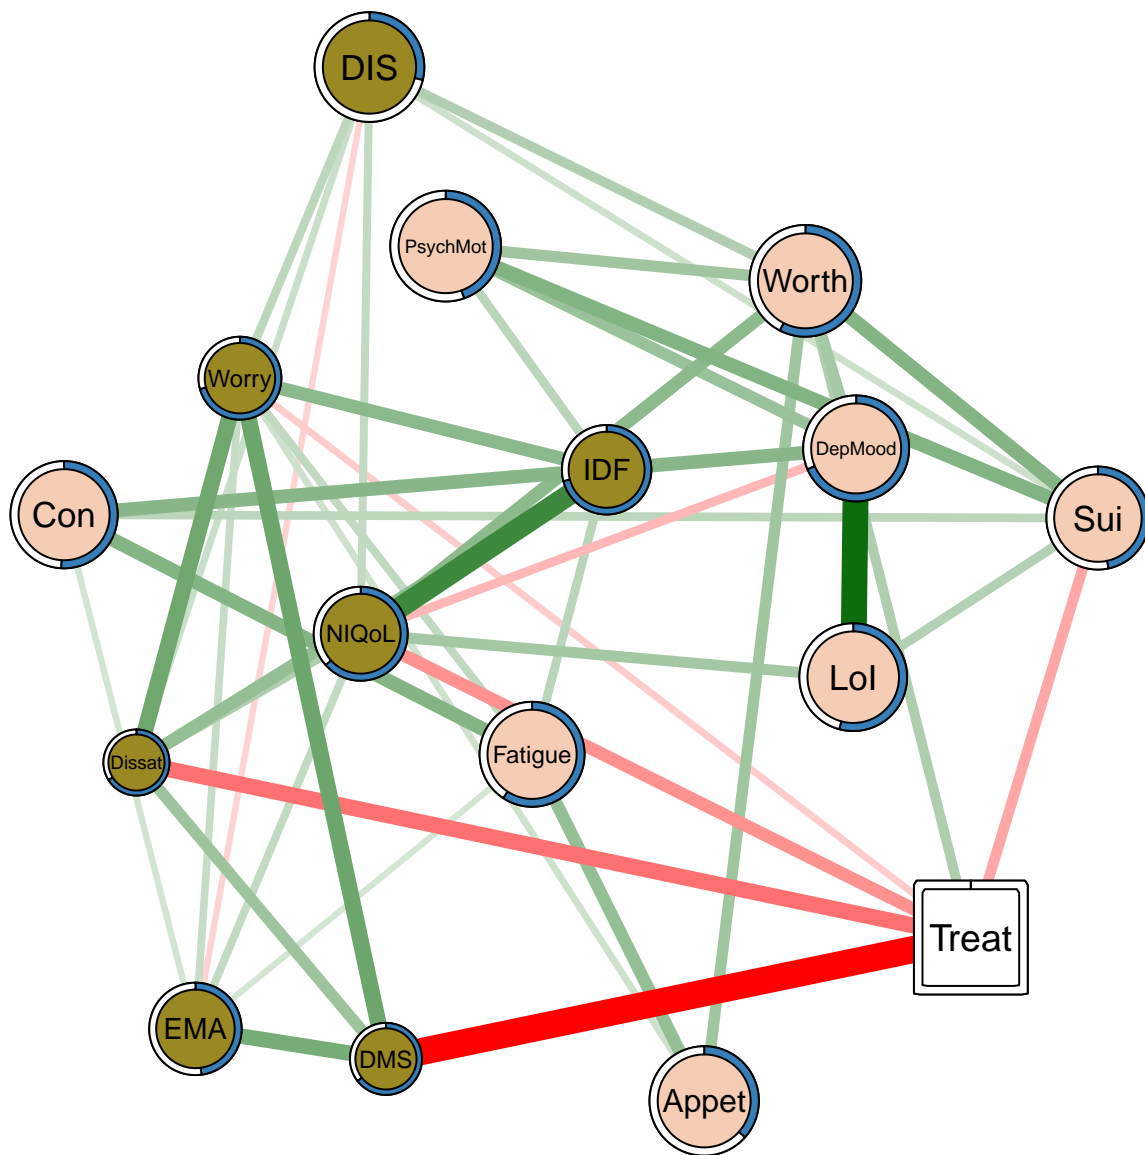 DIS
PsychMot
Worth
Worry
DepMood
IDF
Con
Sui
NIQoL
LoI
Fatigue
Dissat
Treat
EMA
DMS
Appet